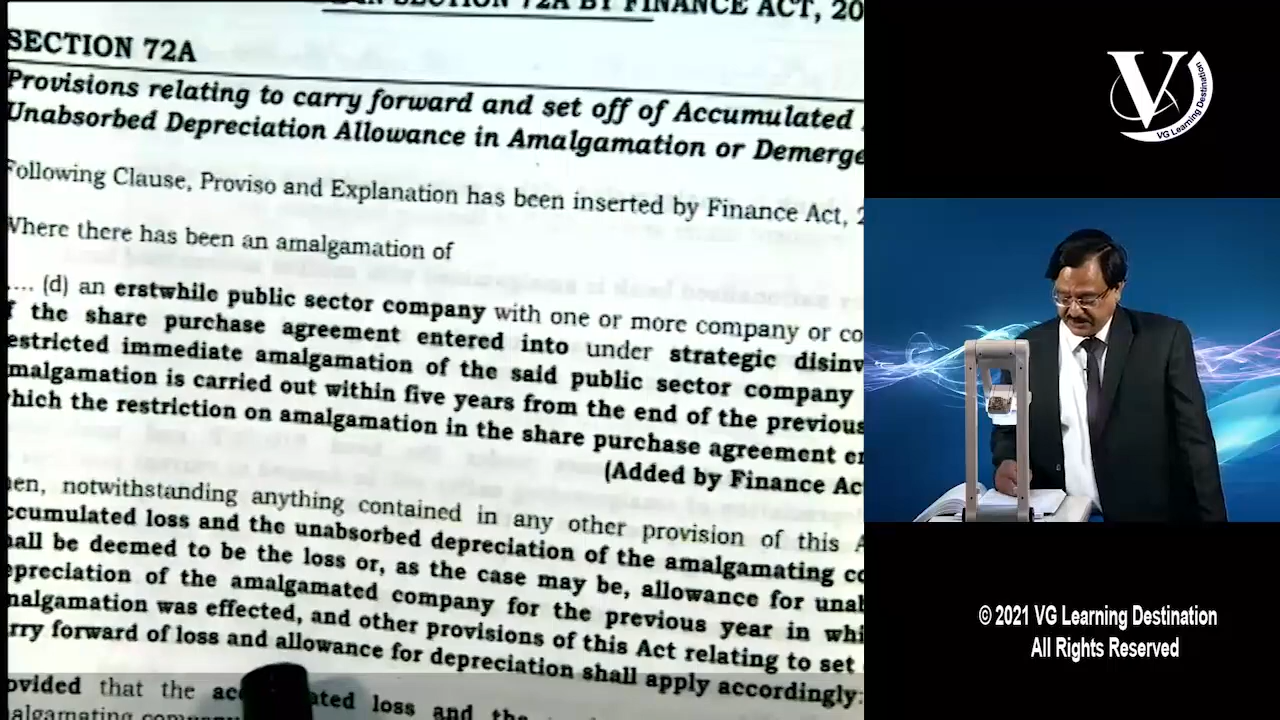 SECTION 72A BY FINANCE ACT, 20
SECTION 72A
Provisions relating to carry forward and set off of Accumulated
Unabsorbed Depreciation Allowance in Amalgamation or Demerge
Following Clause, Proviso and Explanation has been inserted by Finance Act, 2
Where there has been an amalgamation of
.... (d) an erstwhile public sector company with one or more company or co
f the share purchase agreement entered into under strategic disinv
estricted immediate amalgamation of the said public sector company
malgamation is carried out within five years from the end of the previous
hich the restriction on amalgamation in the share purchase agreement en
(Added by Finance Ac
en, notwithstanding anything contained in any other provision of this A
ccumulated loss and the unabsorbed depreciation of the amalgamating co
all be deemed to be the loss or, as the case may be, allowance for unab
epreciation of the amalgamated company for the previous year in whi
malgamation was effected, and other provisions of this Act relating to set
rry forward of loss and allowance for depreciation shall apply accordingly:
ovided that the ated loss and the
algamating
V
VG Learning Destination
© 2021 VG Learning Destination
All Rights Reserved